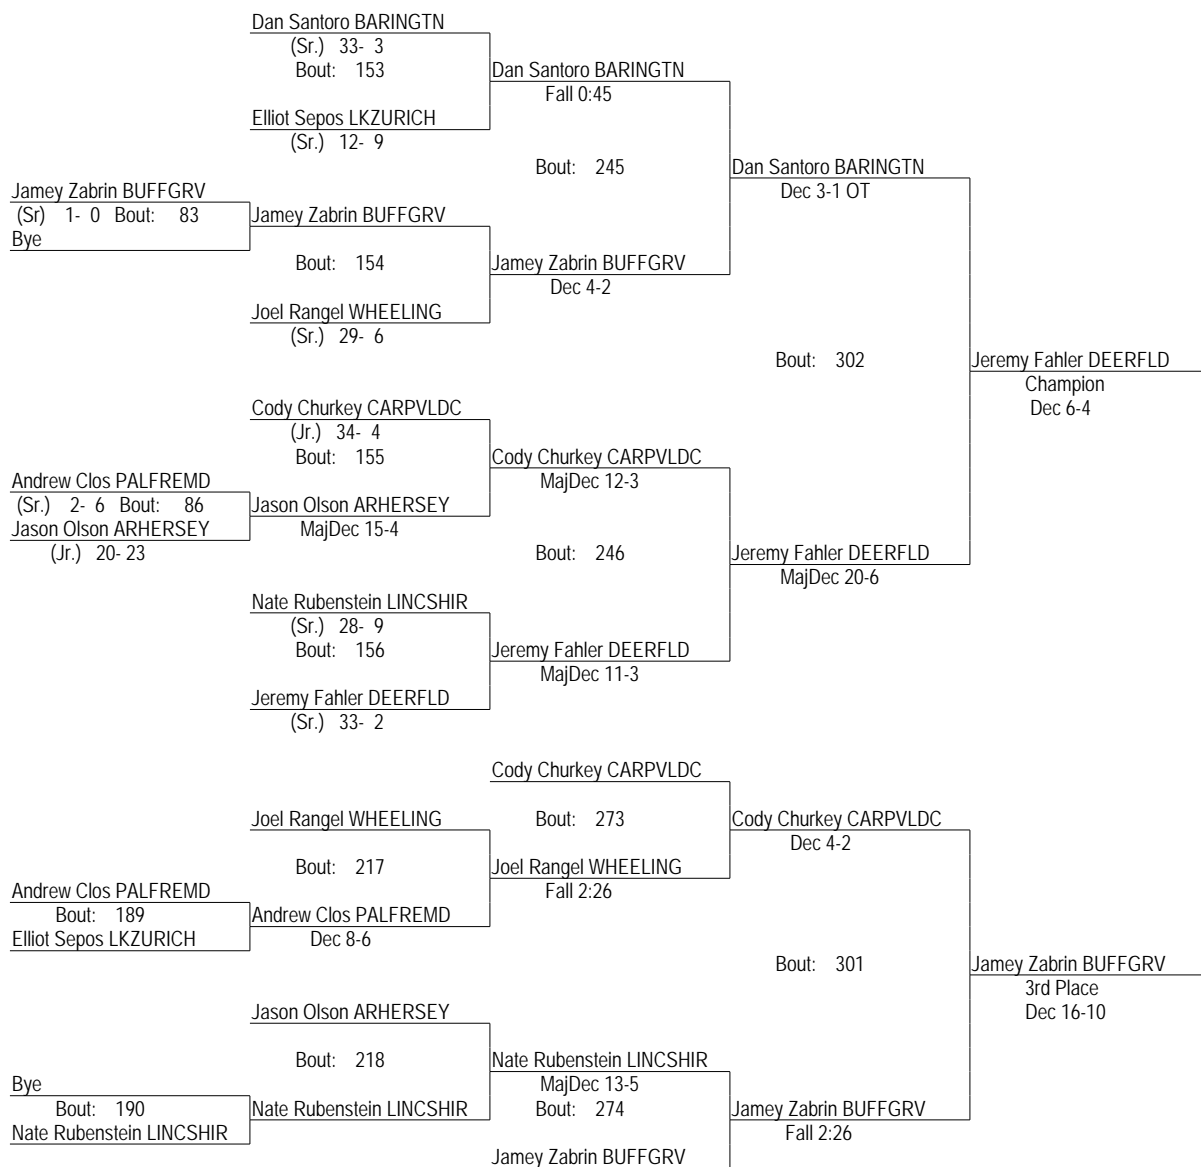 Dan Santoro BARINGTN
(Sr.) 33- 3
Bout: 153
Dan Santoro BARINGTN
Fall 0:45
Elliot Sepos LKZURICH
(Sr.) 12- 9
Bout: 245
Dan Santoro BARINGTN
Dec 3-1 OT
Jamey Zabrin BUFFGRV
(Sr) 1- 0 Bout: 83
Bye
Jamey Zabrin BUFFGRV
Bout: 154
Jamey Zabrin BUFFGRV
Dec 4-2
Joel Rangel WHEELING
(Sr.) 29- 6
Bout: 302
Jeremy Fahler DEERFLD
Champion
Dec 6-4
Cody Churkey CARPVLDC
(Jr.) 34- 4
Bout: 155
Cody Churkey CARPVLDC
MajDec 12-3
Andrew Clos PALFREMD
(Sr.) 2- 6 Bout: 86
Jason Olson ARHERSEY
(Jr.) 20- 23
Jason Olson ARHERSEY
MajDec 15-4
Bout: 246
Jeremy Fahler DEERFLD
MajDec 20-6
Nate Rubenstein LINCSHIR
(Sr.) 28- 9
Bout: 156
Jeremy Fahler DEERFLD
MajDec 11-3
Jeremy Fahler DEERFLD
(Sr.) 33- 2
Cody Churkey CARPVLDC
Joel Rangel WHEELING
Bout: 273
Cody Churkey CARPVLDC
Dec 4-2
Bout: 217
Joel Rangel WHEELING
Fall 2:26
Andrew Clos PALFREMD
Bout: 189
Elliot Sepos LKZURICH
Andrew Clos PALFREMD
Dec 8-6
Bout: 301
Jamey Zabrin BUFFGRV
3rd Place
Dec 16-10
Jason Olson ARHERSEY
Bout: 218
Nate Rubenstein LINCSHIR
MajDec 13-5
Bye
Bout: 190
Nate Rubenstein LINCSHIR
Nate Rubenstein LINCSHIR
Bout: 274
Jamey Zabrin BUFFGRV
Fall 2:26
Jamey Zabrin BUFFGRV